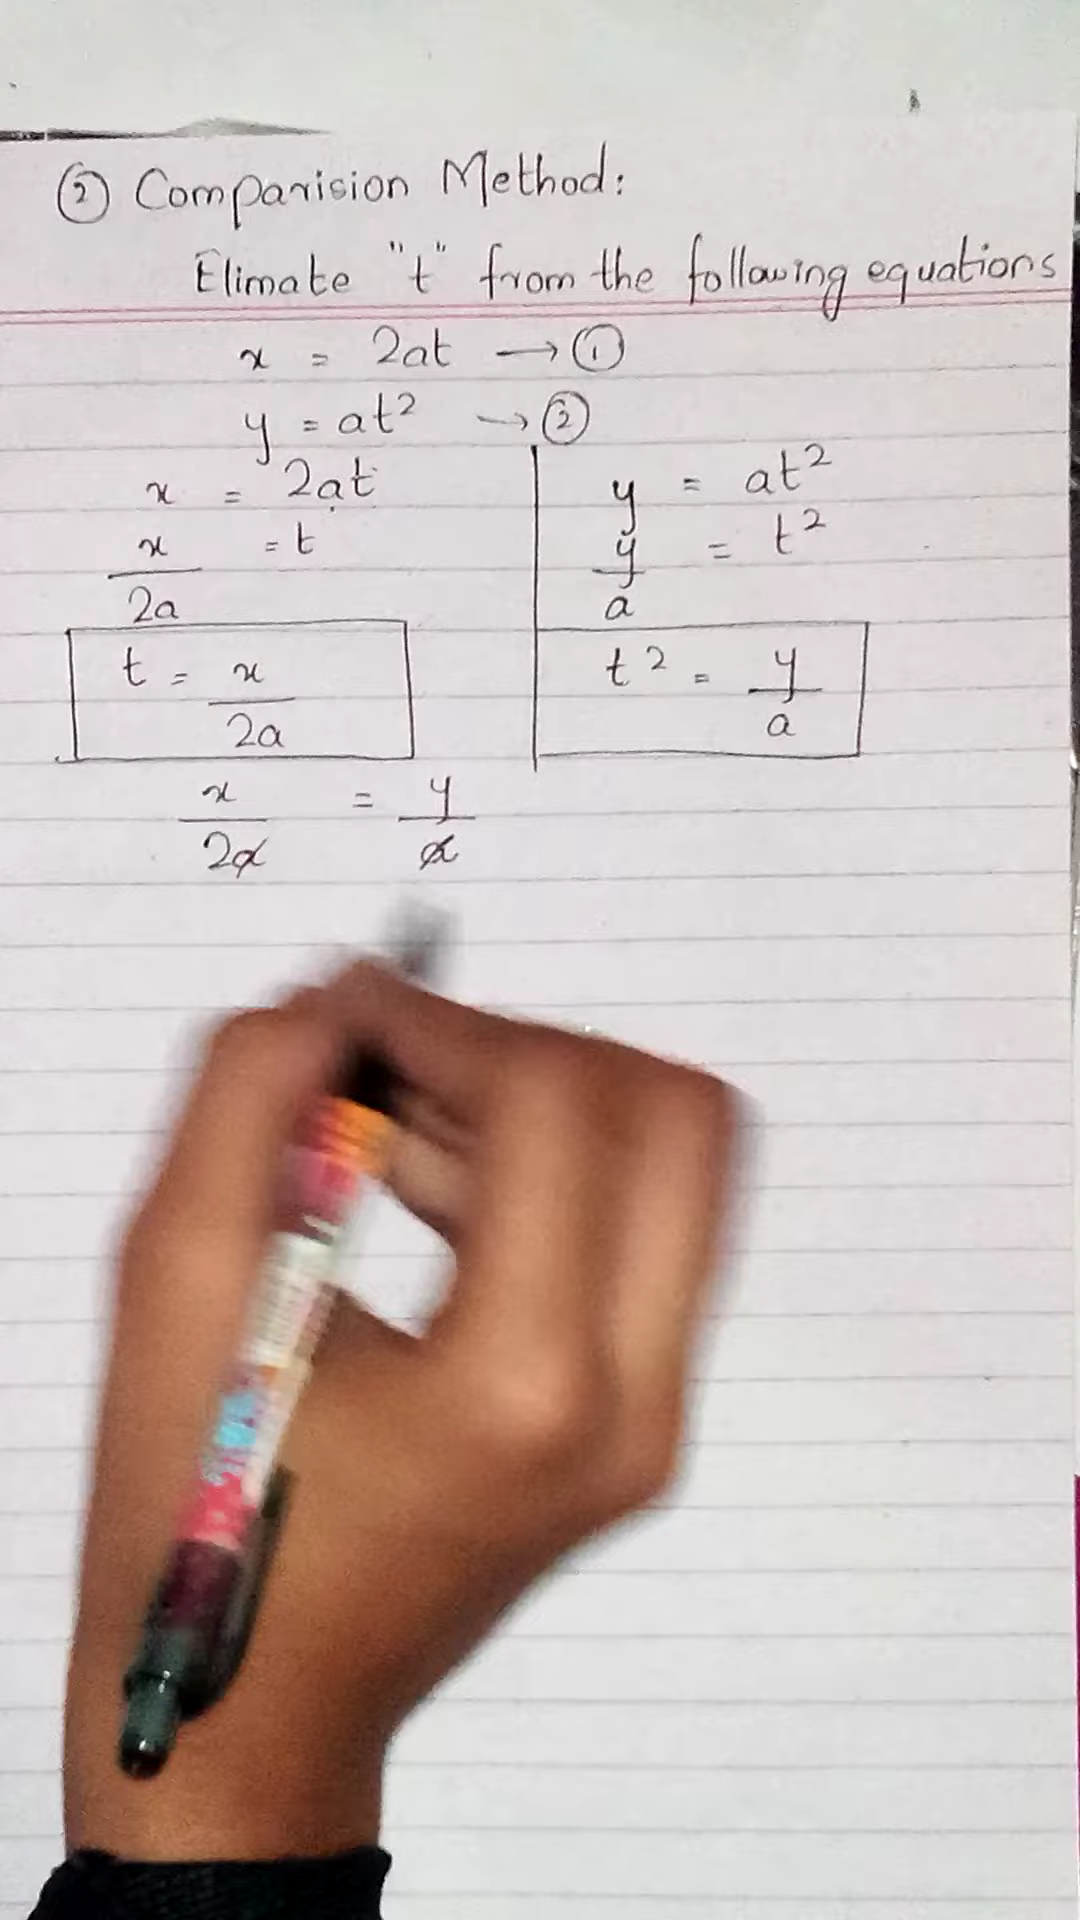 ② Comparision Method:
Elimate "t" from the following equations
x = 2at → ①
y = at² → ②
x = 2at
x/2a = t
t = x/2a
y = at²
y/a = t²
t² = y/a
x/2a = y/a